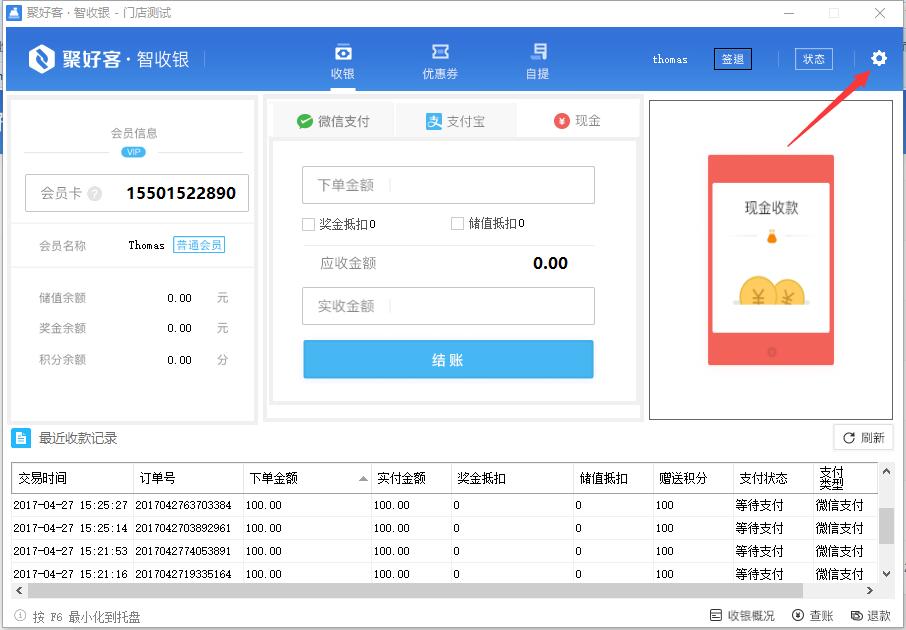 聚好客·智收银 - 门店测试
聚好客·智收银
收银
优惠券
自提
thomas
签退
状态
会员信息
VIP
会员卡 ? 15501522890
会员名称 Thomas 普通会员
储值余额 0.00 元
奖金余额 0.00 元
积分余额 0.00 分
微信支付
支付宝
现金
下单金额
奖金抵扣0 储值抵扣0
应收金额 0.00
实收金额
结账
现金收款
最近收款记录
刷新
交易时间 订单号 下单金额 实付金额 奖金抵扣 储值抵扣 赠送积分 支付状态 支付类型
2017-04-27 15:25:27 2017042763703384 100.00 100.00 0 0 100 等待支付 微信支付
2017-04-27 15:25:14 2017042703892961 100.00 100.00 0 0 100 等待支付 微信支付
2017-04-27 15:21:53 2017042774053891 100.00 100.00 0 0 100 等待支付 微信支付
2017-04-27 15:21:16 2017042719335164 100.00 100.00 0 0 100 等待支付 微信支付
按 F6 最小化到托盘
收银概况
查账
退款